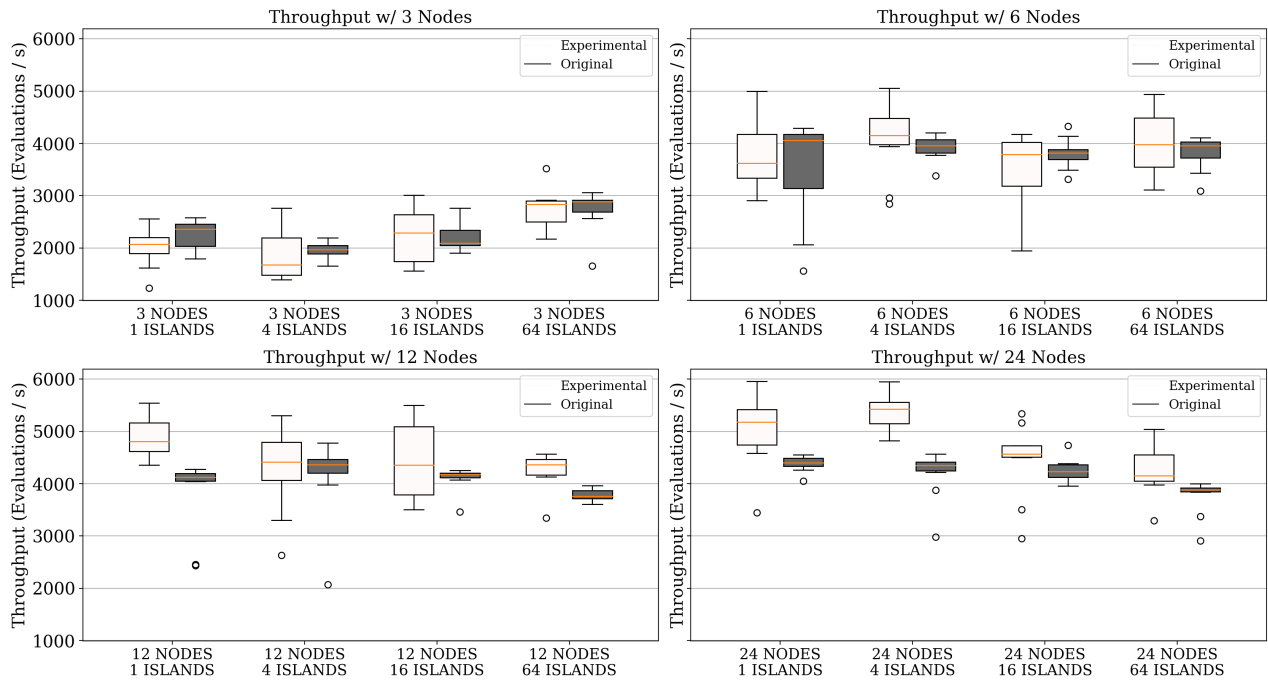 Throughput w/ 3 Nodes
Throughput (Evaluations / s)
6000
5000
4000
3000
2000
1000
Experimental
Original
3 NODES
1 ISLANDS
3 NODES
4 ISLANDS
3 NODES
16 ISLANDS
3 NODES
64 ISLANDS
Throughput w/ 6 Nodes
Throughput (Evaluations / s)
Experimental
Original
6 NODES
1 ISLANDS
6 NODES
4 ISLANDS
6 NODES
16 ISLANDS
6 NODES
64 ISLANDS
Throughput w/ 12 Nodes
Throughput (Evaluations / s)
6000
5000
4000
3000
2000
1000
Experimental
Original
12 NODES
1 ISLANDS
12 NODES
4 ISLANDS
12 NODES
16 ISLANDS
12 NODES
64 ISLANDS
Throughput w/ 24 Nodes
Throughput (Evaluations / s)
Experimental
Original
24 NODES
1 ISLANDS
24 NODES
4 ISLANDS
24 NODES
16 ISLANDS
24 NODES
64 ISLANDS